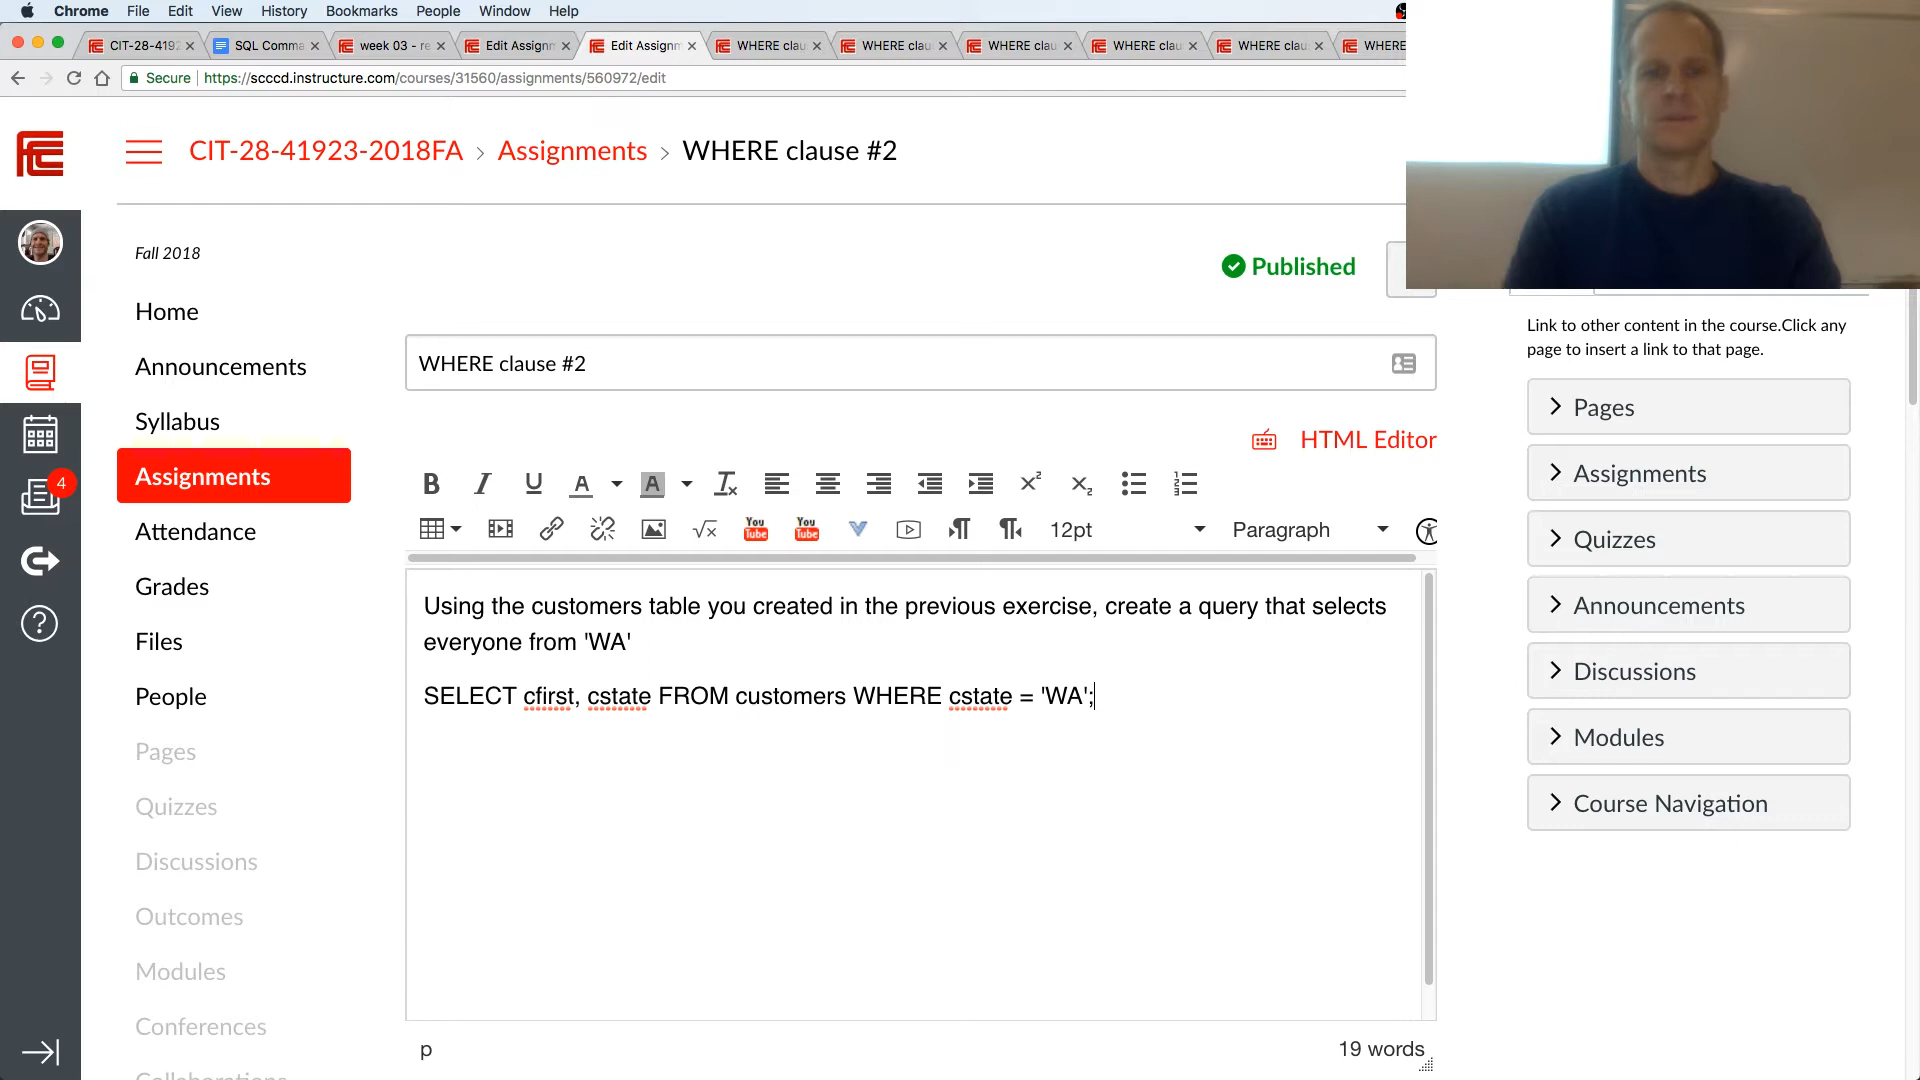 Chrome File Edit View History Bookmarks People Window Help
CIT-28-4192 SQL Comma week 03 - re Edit Assignm Edit Assignm WHERE clau WHERE clau WHERE clau WHERE clau WHERE clau WHERE
Secure https://scccd.instructure.com/courses/31560/assignments/560972/edit
CIT-28-41923-2018FA > Assignments > WHERE clause #2
Fall 2018
Published
Home
Announcements
Syllabus
Assignments
Attendance
Grades
Files
People
Pages
Quizzes
Discussions
Outcomes
Modules
Conferences
Collaborations
4
WHERE clause #2
HTML Editor
12pt Paragraph
Using the customers table you created in the previous exercise, create a query that selects
everyone from 'WA'
SELECT cfirst, cstate FROM customers WHERE cstate = 'WA';
p
19 words
Link to other content in the course.Click any
page to insert a link to that page.
Pages
Assignments
Quizzes
Announcements
Discussions
Modules
Course Navigation